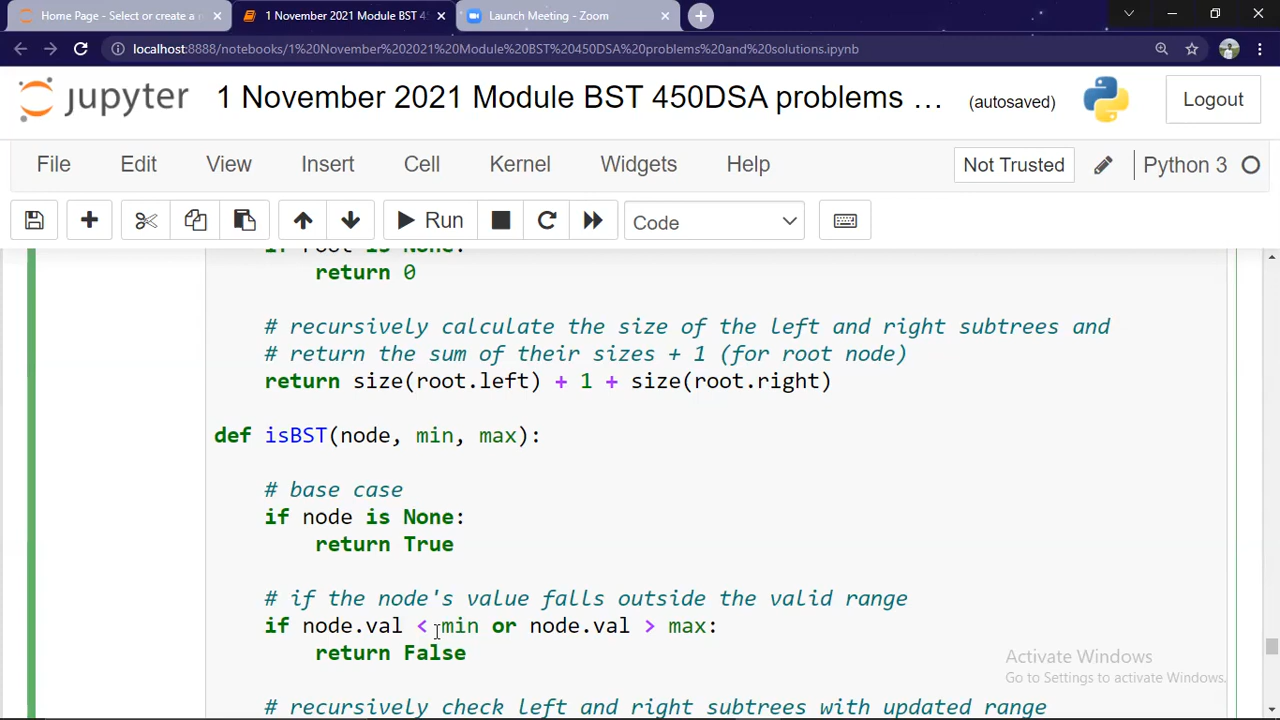 Home Page - Select or create a n
1 November 2021 Module BST 45
Launch Meeting - Zoom
localhost:8888/notebooks/1%20November%202021%20Module%20BST%20450DSA%20problems%20and%20solutions.ipynb
jupyter 1 November 2021 Module BST 450DSA problems ... (autosaved) Logout
File Edit View Insert Cell Kernel Widgets Help Not Trusted Python 3
Run Code
if root is None:
return 0
# recursively calculate the size of the left and right subtrees and
# return the sum of their sizes + 1 (for root node)
return size(root.left) + 1 + size(root.right)
def isBST(node, min, max):
# base case
if node is None:
return True
# if the node's value falls outside the valid range
if node.val < min or node.val > max:
return False
# recursively check left and right subtrees with updated range
Activate Windows
Go to Settings to activate Windows.